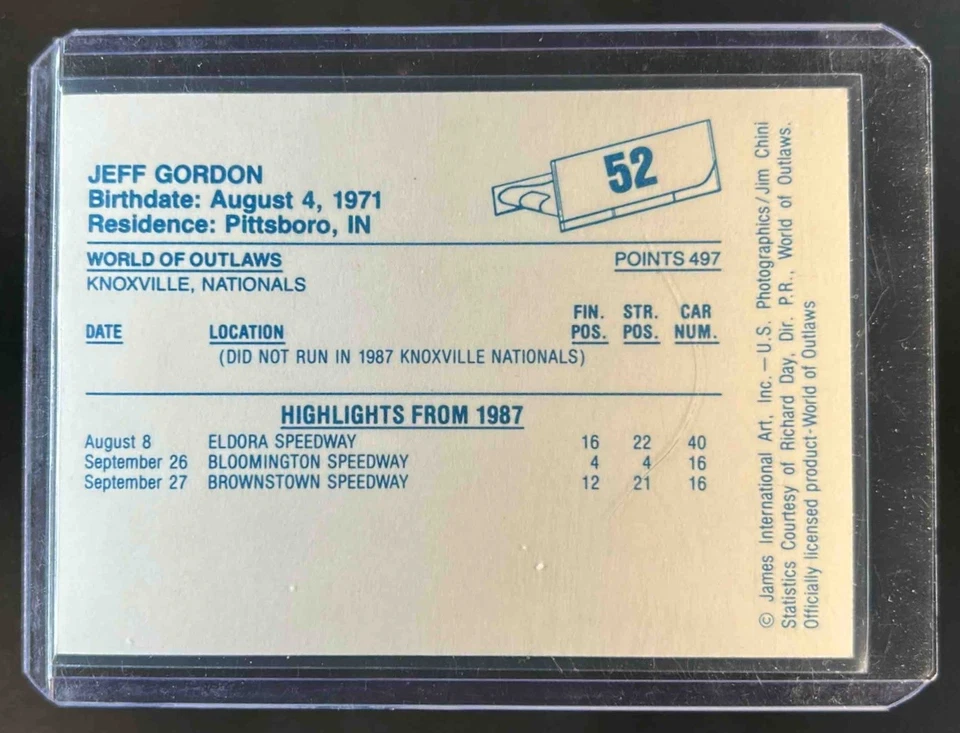 52
JEFF GORDON
Birthdate: August 4, 1971
Residence: Pittsboro, IN
WORLD OF OUTLAWS POINTS 497
KNOXVILLE, NATIONALS
FIN. STR. CAR
DATE LOCATION POS. POS. NUM.
(DID NOT RUN IN 1987 KNOXVILLE NATIONALS)
HIGHLIGHTS FROM 1987
August 8 ELDORA SPEEDWAY 16 22 40
September 26 BLOOMINGTON SPEEDWAY 4 4 16
September 27 BROWNSTOWN SPEEDWAY 12 21 16
© James International Art, Inc.—U.S. Photographics/Jim Chini
Statistics Courtesy of Richard Day, Dir. P.R., World of Outlaws.
Officially licensed product-World of Outlaws